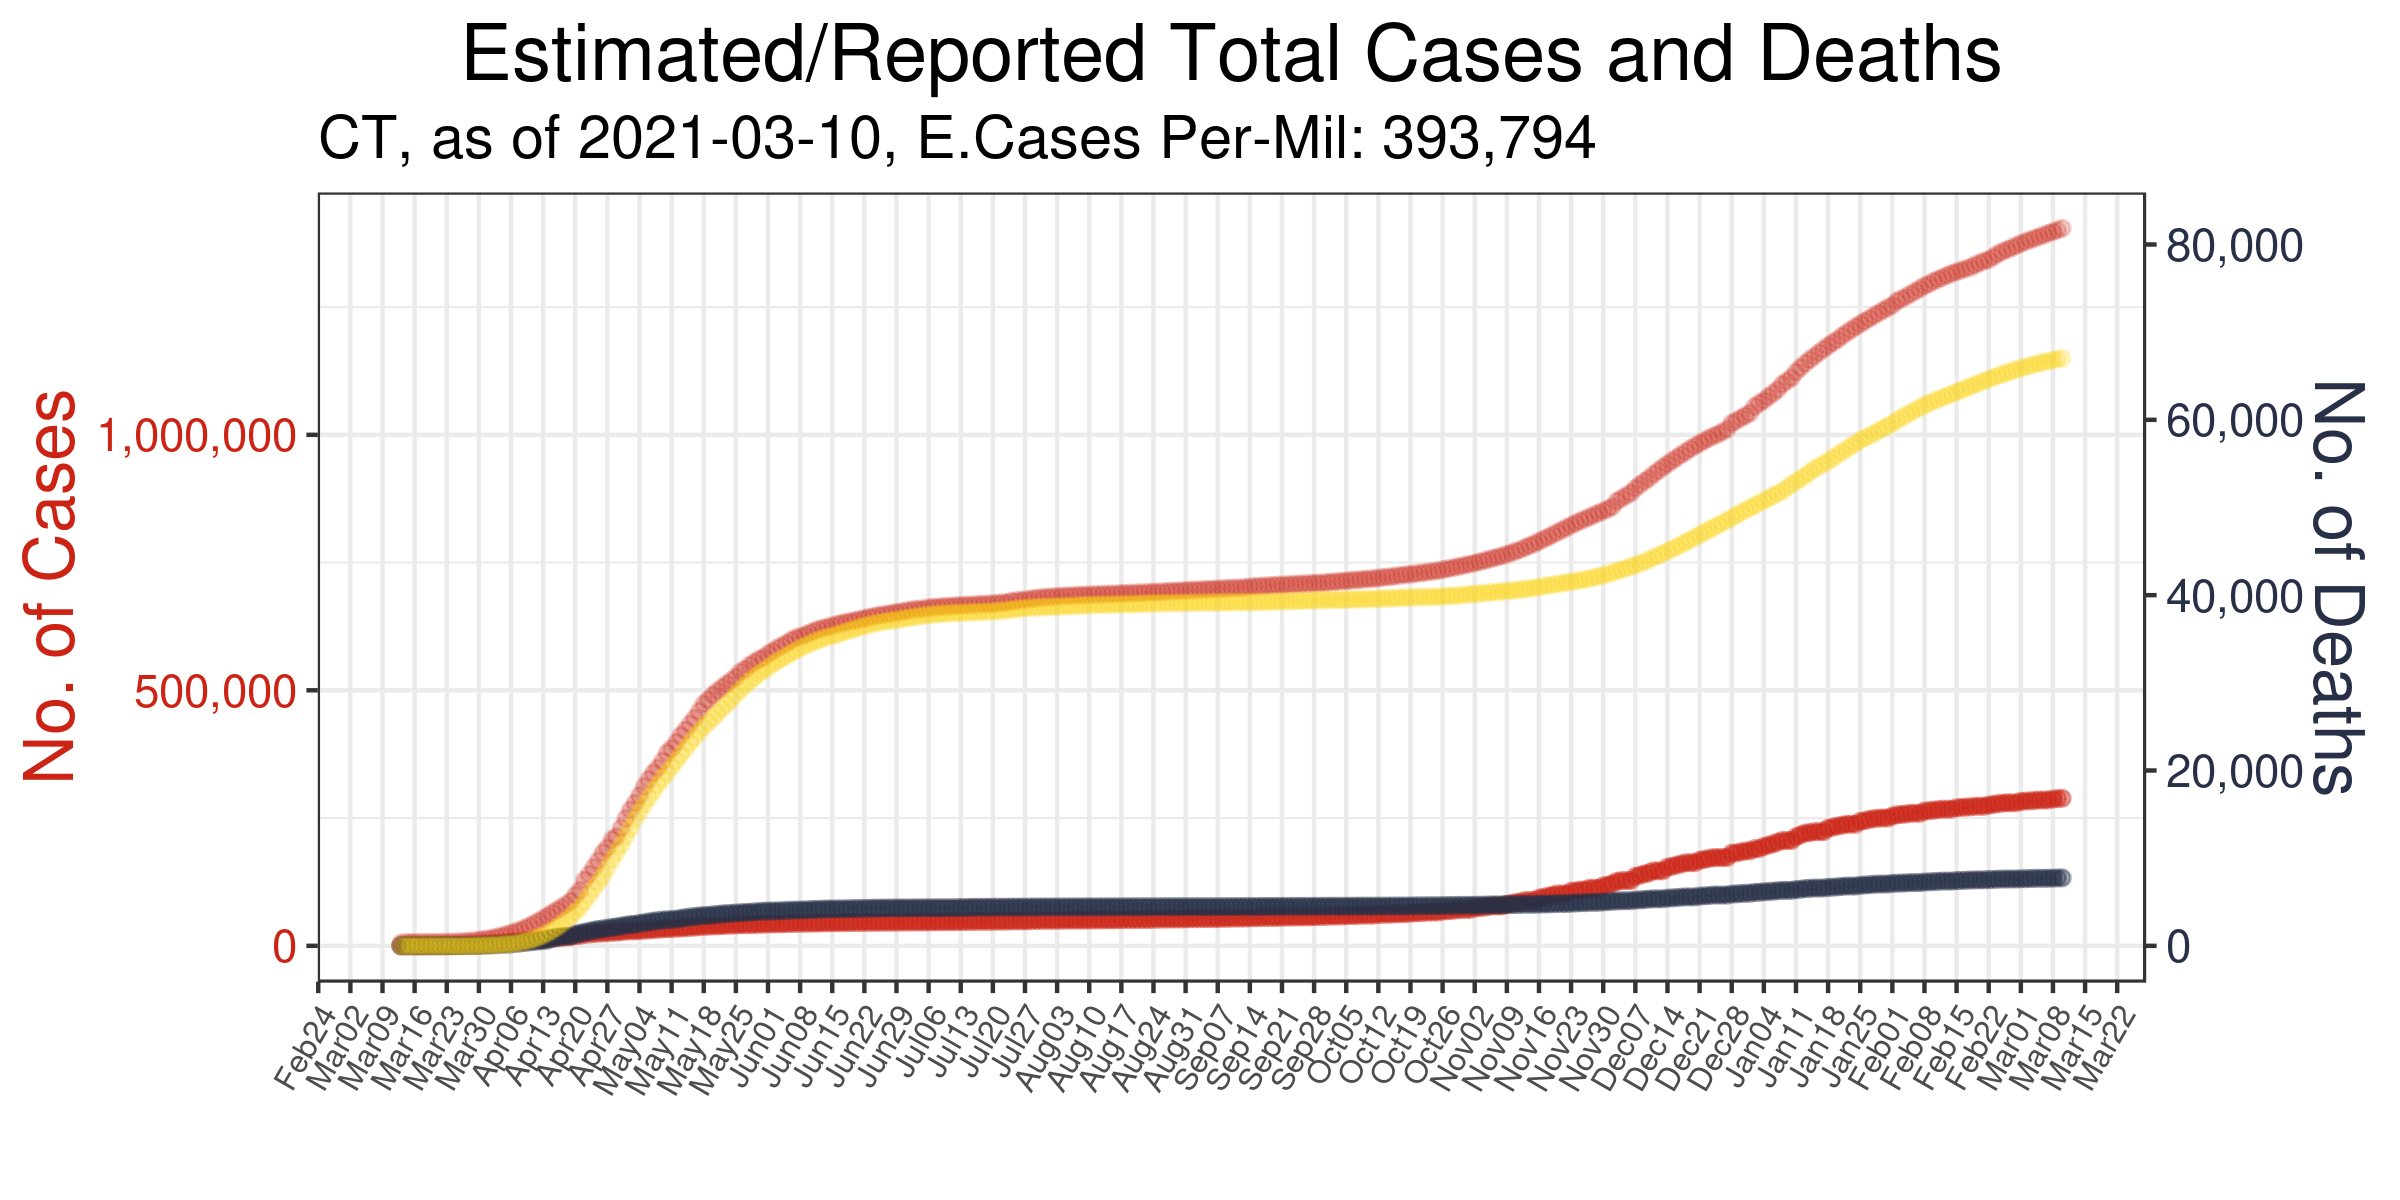 Estimated/Reported Total Cases and Deaths
CT, as of 2021-03-10, E.Cases Per-Mil: 393,794
No. of Cases
1,000,000
500,000
0
80,000
60,000
40,000
20,000
0
No. of Deaths
Feb24
Mar02
Mar09
Mar16
Mar23
Mar30
Apr06
Apr13
Apr20
Apr27
May04
May11
May18
May25
Jun01
Jun08
Jun15
Jun22
Jun29
Jul06
Jul13
Jul20
Jul27
Aug03
Aug10
Aug17
Aug24
Aug31
Sep07
Sep14
Sep21
Sep28
Oct05
Oct12
Oct19
Oct26
Nov02
Nov09
Nov16
Nov23
Nov30
Dec07
Dec14
Dec21
Dec28
Jan04
Jan11
Jan18
Jan25
Feb01
Feb08
Feb15
Feb22
Mar01
Mar08
Mar15
Mar22